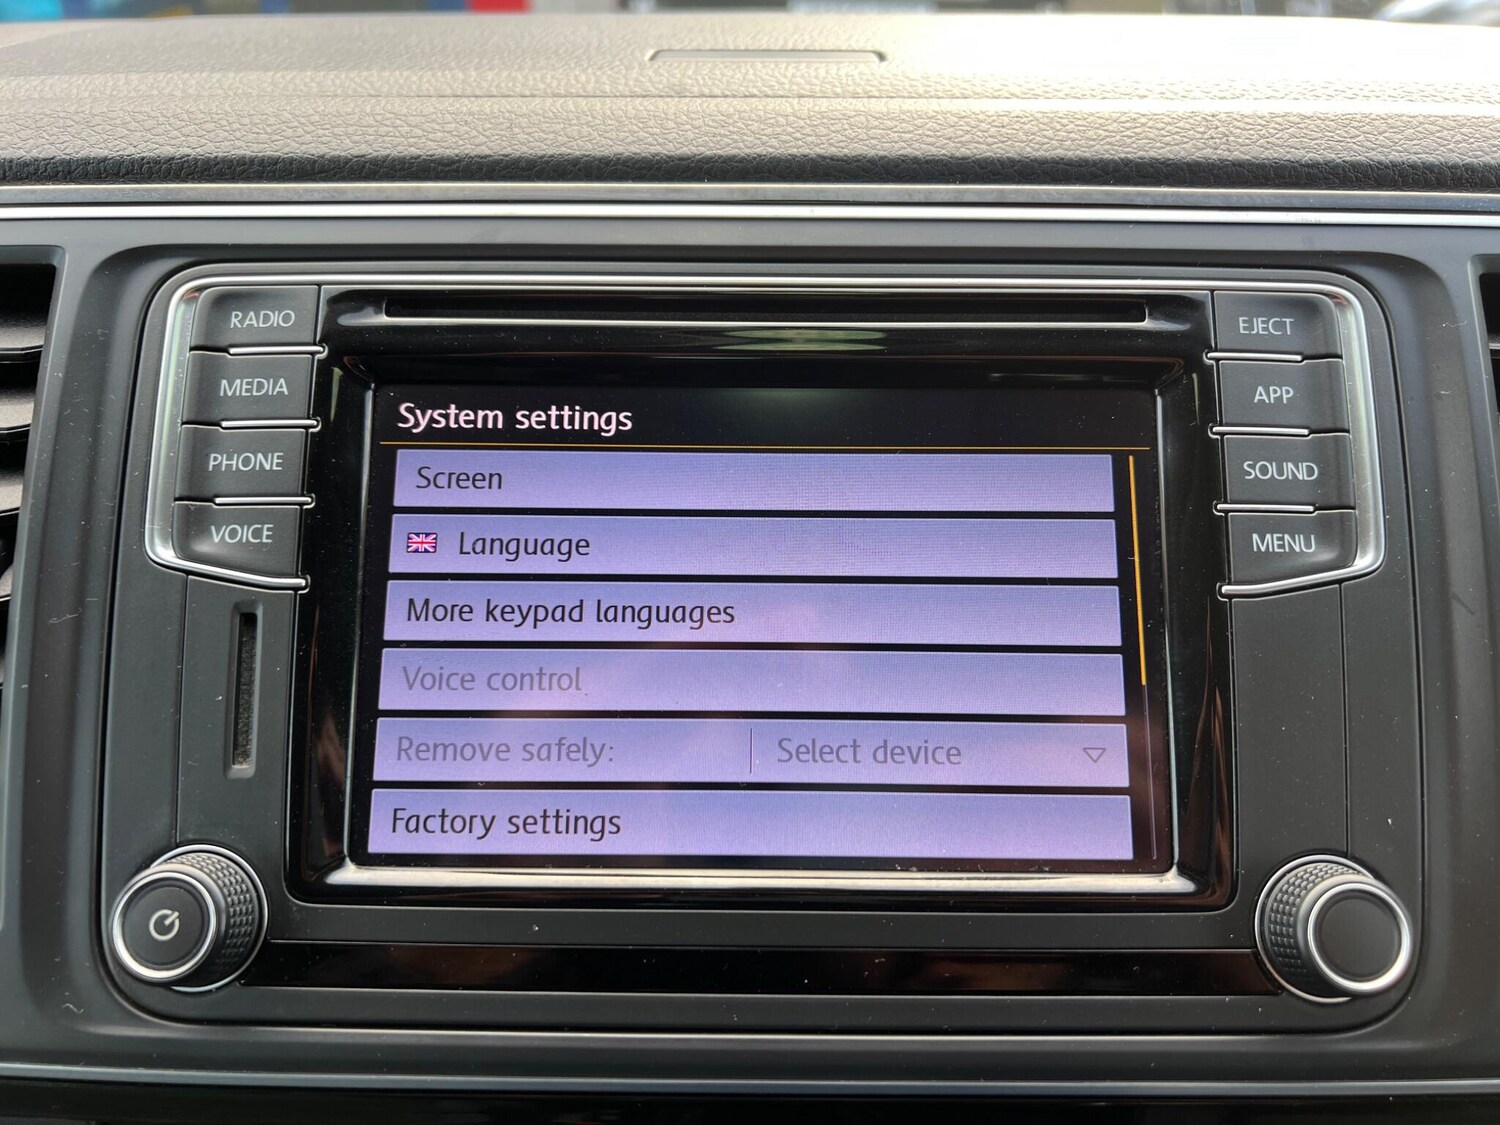 RADIO
MEDIA
PHONE
VOICE
System settings
Screen
Language
More keypad languages
Voice control
Remove safely: Select device
Factory settings
EJECT
APP
SOUND
MENU